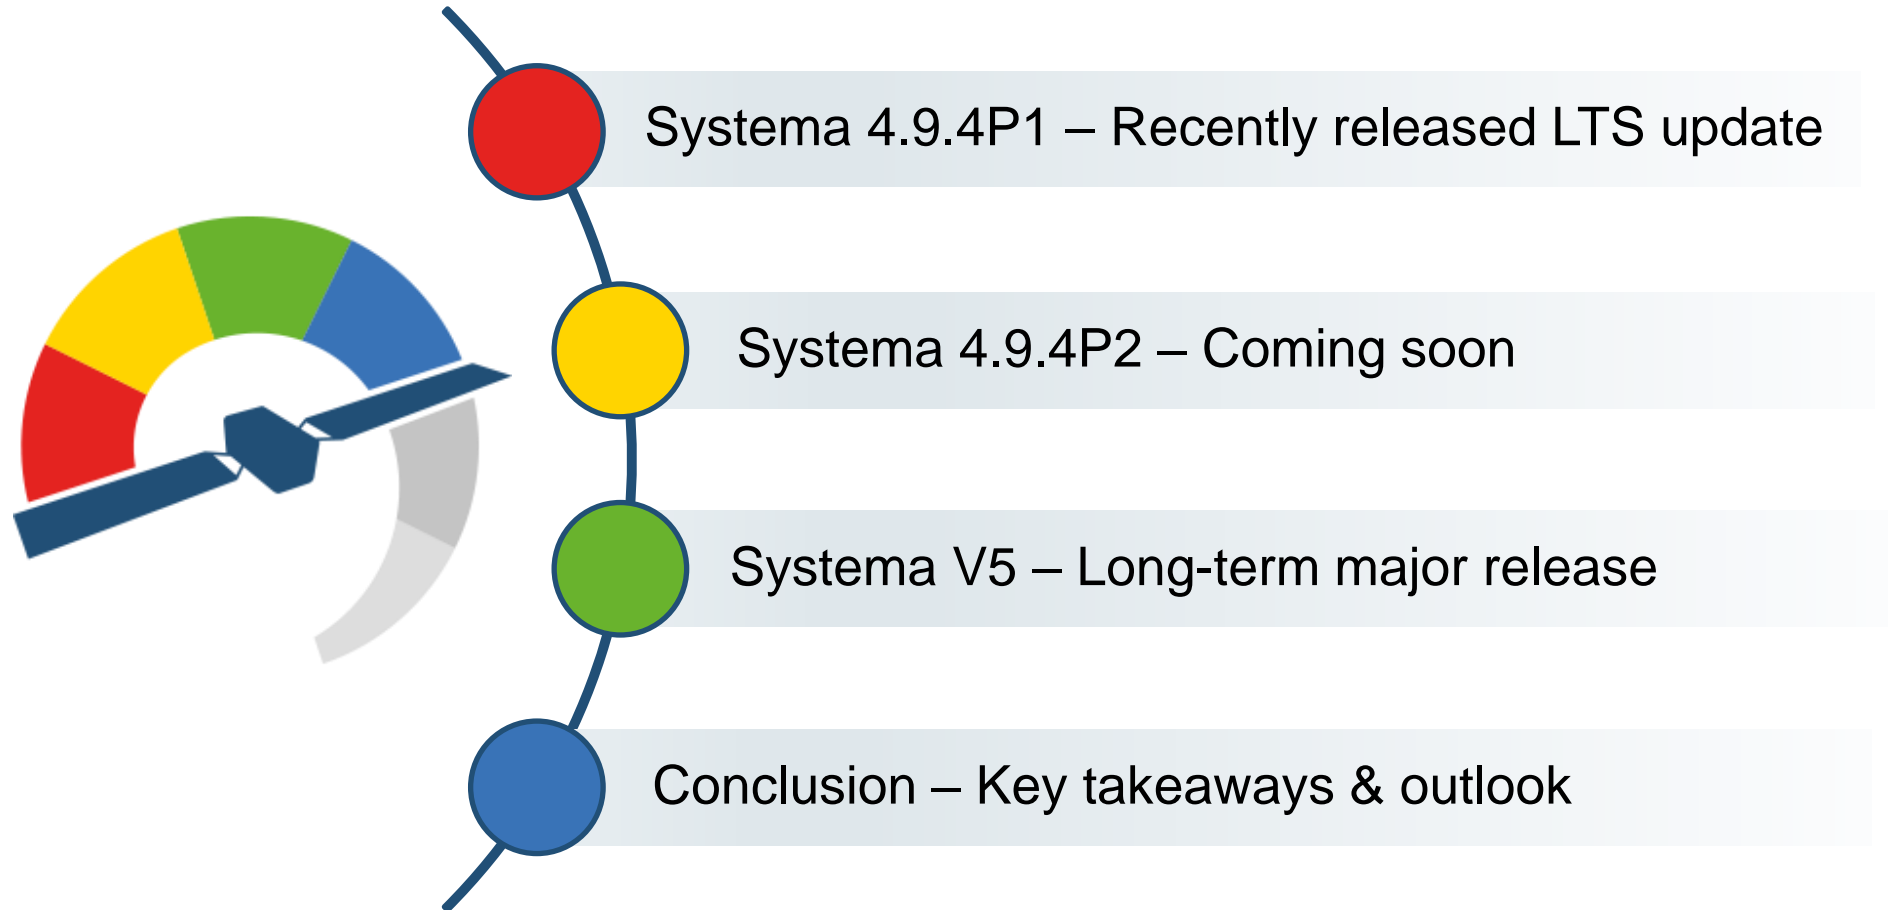 Systema 4.9.4P1 – Recently released LTS update
Systema 4.9.4P2 – Coming soon
Systema V5 – Long-term major release
Conclusion – Key takeaways & outlook